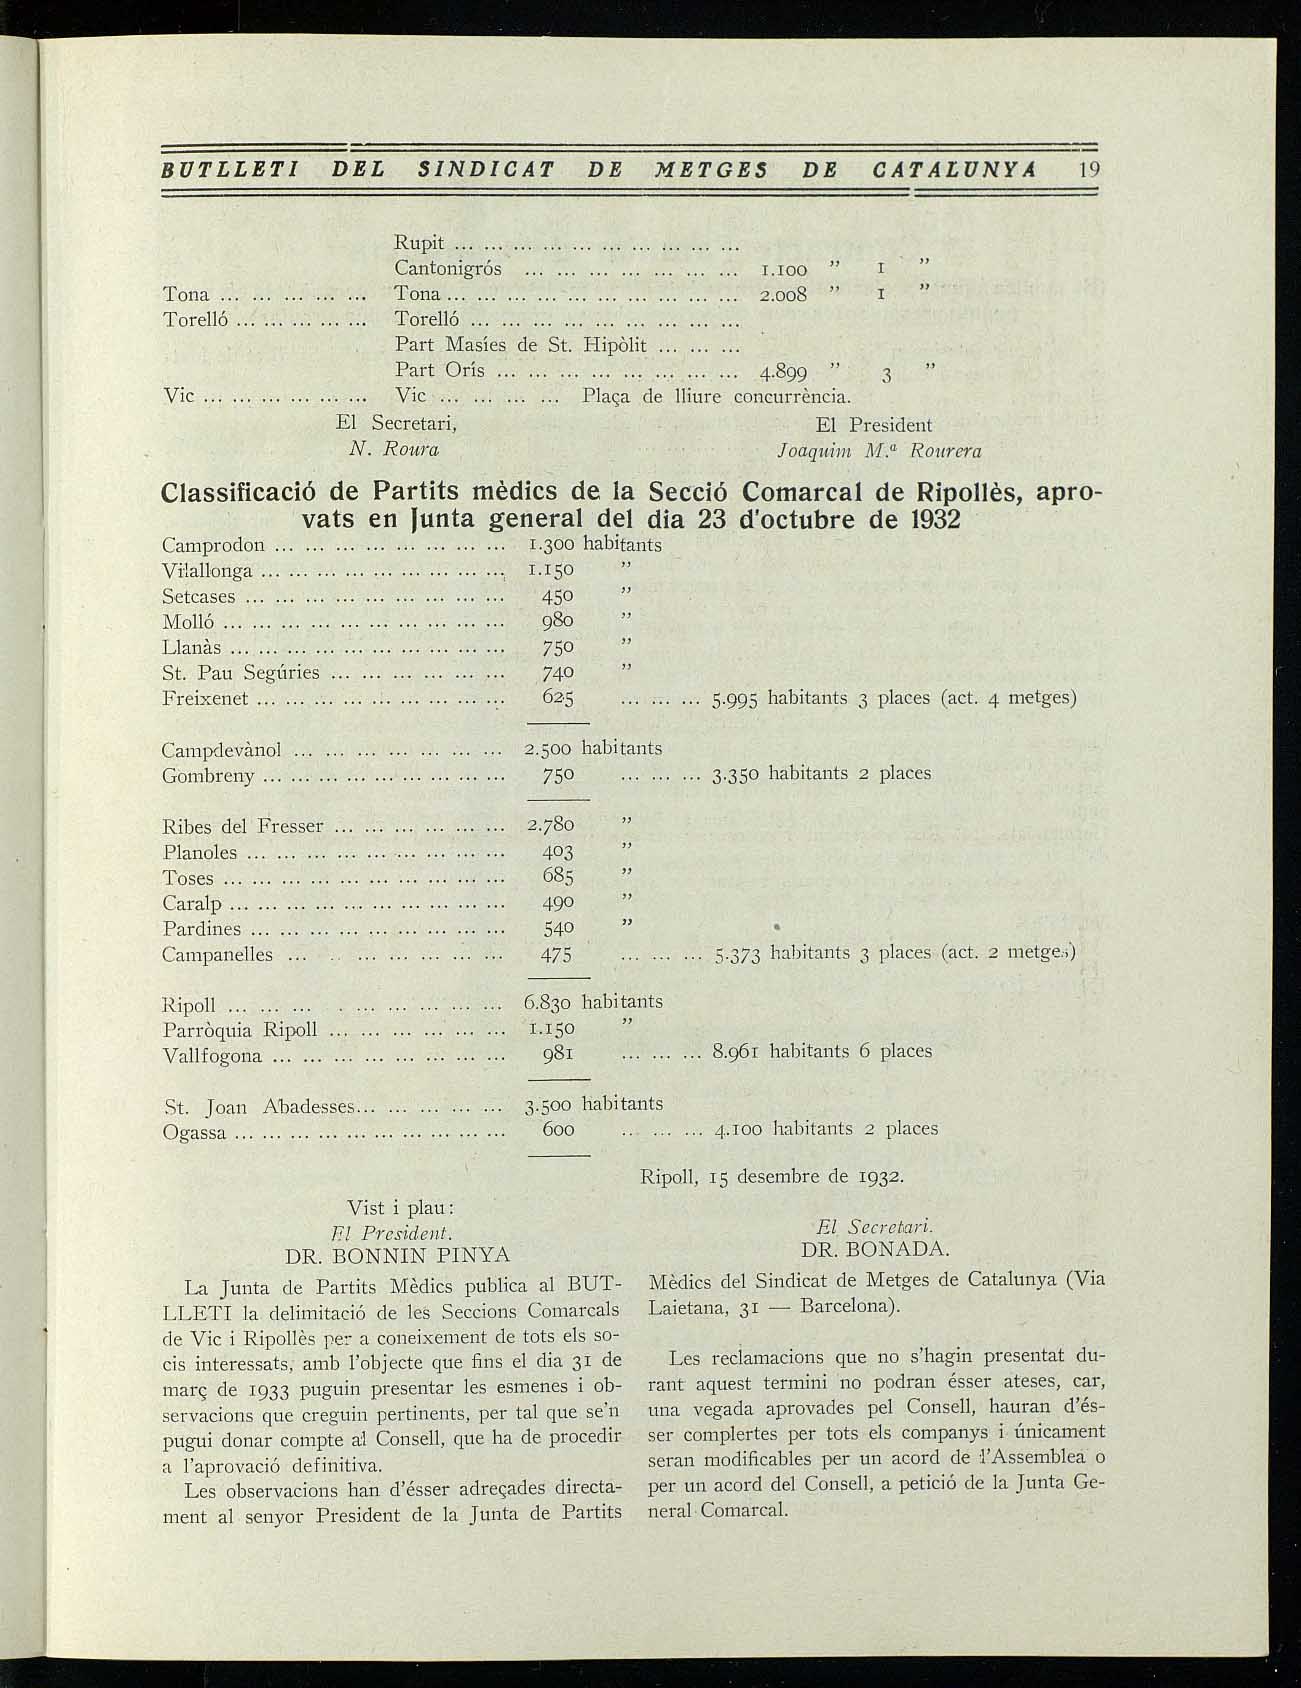 BUTLLETI DEL SINDICAT DE METGES DE CATALUNYA 19
Rupit ... ... ... ... ... ... ... ... ... ...
Cantonigrós ... ... ... ... ... ... ... 1.100 ” 1 ”
Tona ... ... ... ... ... Tona ... ... ... ... ... ... ... ... ... ... 2.008 ” 1 ”
Torelló ... ... ... ... ... Torelló ... ... ... ... ... ... ... ... ...
Part Masíes de St. Hipòlit ... ... ...
Part Orís ... ... ... ... ... ... ... ... 4.899 ” 3 ”
Vic ... ... ... ... ... ... Vic ... ... ... ... Plaça de lliure concurrència.
El Secretari, El President
N. Roura Joaquim M.ª Rourera
Classificació de Partits mèdics de la Secció Comarcal de Ripollès, apro-
vats en Junta general del dia 23 d'octubre de 1932
Camprodon ... ... ... ... ... ... ... ... 1.300 habitants
Vilallonga ... ... ... ... ... ... ... ... ... 1.150 ”
Setcases ... ... ... ... ... ... ... ... ... 450 ”
Molló ... ... ... ... ... ... ... ... ... ... 980 ”
Llanàs ... ... ... ... ... ... ... ... ... ... 750 ”
St. Pau Segúries ... ... ... ... ... ... 740 ”
Freixenet ... ... ... ... ... ... ... ... ... 625 ... ... ... 5.995 habitants 3 places (act. 4 metges)
Campdevànol ... ... ... ... ... ... ... 2.500 habitants
Gombreny ... ... ... ... ... ... ... ... ... 750 ... ... ... 3.350 habitants 2 places
Ribes del Fresser ... ... ... ... ... ... 2.780 ”
Planoles ... ... ... ... ... ... ... ... ... 403 ”
Toses ... ... ... ... ... ... ... ... ... ... 685 ”
Caralp ... ... ... ... ... ... ... ... ... ... 490 ”
Pardines ... ... ... ... ... ... ... ... ... 540 ”
Campanelles ... ... ... ... ... ... ... 475 ... ... ... 5.373 habitants 3 places (act. 2 metges)
Ripoll ... ... ... ... ... ... ... ... ... 6.830 habitants
Parròquia Ripoll ... ... ... ... ... ... 1.150 ”
Vallfogona ... ... ... ... ... ... ... ... 981 ... ... ... 8.961 habitants 6 places
St. Joan Abadesses... ... ... ... ... 3.500 habitants
Ogassa ... ... ... ... ... ... ... ... ... ... 600 ... ... ... 4.100 habitants 2 places
Ripoll, 15 desembre de 1932.
Vist i plau:
El President.
DR. BONNIN PINYA
El Secretari.
DR. BONADA.
La Junta de Partits Mèdics publica al BUT-
LLETI la delimitació de les Seccions Comarcals
de Vic i Ripollès per a coneixement de tots els so-
cis interessats, amb l'objecte que fins el dia 31 de
març de 1933 puguin presentar les esmenes i ob-
servacions que creguin pertinents, per tal que se'n
pugui donar compte al Consell, que ha de procedir
a l'aprovació definitiva.
Les observacions han d'ésser adreçades directa-
ment al senyor President de la Junta de Partits
Mèdics del Sindicat de Metges de Catalunya (Via
Laietana, 31 — Barcelona).
Les reclamacions que no s'hagin presentat du-
rant aquest termini no podran ésser ateses, car,
una vegada aprovades pel Consell, hauran d'és-
ser complertes per tots els companys i únicament
seran modificables per un acord de l'Assemblea o
per un acord del Consell, a petició de la Junta Ge-
neral Comarcal.